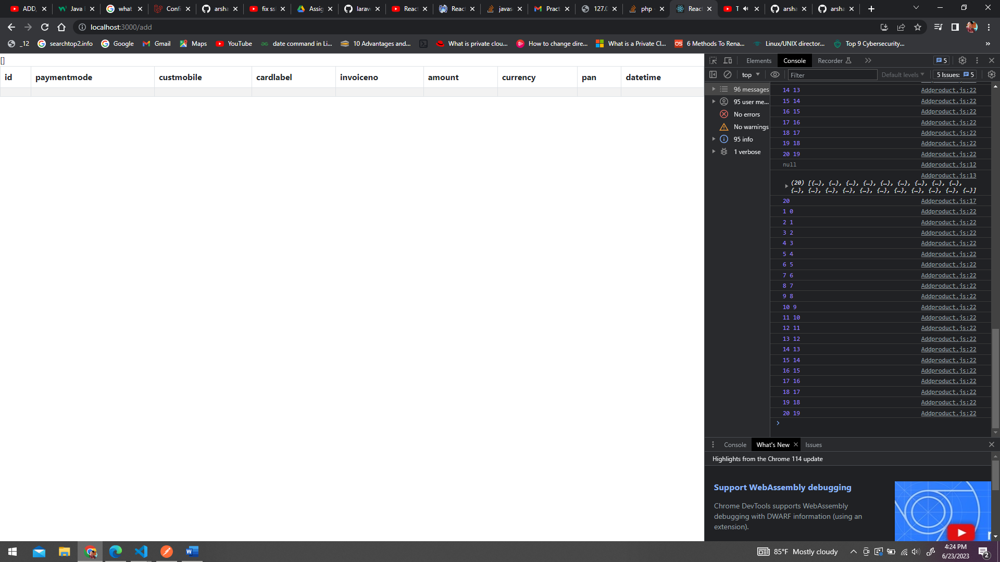 ADD, Java what Confi arsha fix ssl Assig larav React React javas Pract 127.0 php React T arsha arsha
localhost:3000/add
_12 searchtop2.info Google Gmail Maps YouTube date command in Li... 10 Advantages and... What is private clou... How to change dire... What is a Private Cl... 6 Methods To Rena... Linux/UNIX director... Top 9 Cybersecurity... »
[]
id paymentmode custmobile cardlabel invoiceno amount currency pan datetime
Elements Console Recorder 5
top Filter Default levels 5 Issues: 5
96 messages
95 user me...
No errors
No warnings
95 info
1 verbose
14 13 Addproduct.js:22
15 14 Addproduct.js:22
16 15 Addproduct.js:22
17 16 Addproduct.js:22
18 17 Addproduct.js:22
19 18 Addproduct.js:22
20 19 Addproduct.js:22
null Addproduct.js:12
Addproduct.js:13
(20) [{…}, {…}, {…}, {…}, {…}, {…}, {…}, {…}, {…},
{…}, {…}, {…}, {…}, {…}, {…}, {…}, {…}, {…}, {…}, {…}]
20 Addproduct.js:17
1 0 Addproduct.js:22
2 1 Addproduct.js:22
3 2 Addproduct.js:22
4 3 Addproduct.js:22
5 4 Addproduct.js:22
6 5 Addproduct.js:22
7 6 Addproduct.js:22
8 7 Addproduct.js:22
9 8 Addproduct.js:22
10 9 Addproduct.js:22
11 10 Addproduct.js:22
12 11 Addproduct.js:22
13 12 Addproduct.js:22
14 13 Addproduct.js:22
15 14 Addproduct.js:22
16 15 Addproduct.js:22
17 16 Addproduct.js:22
18 17 Addproduct.js:22
19 18 Addproduct.js:22
20 19 Addproduct.js:22
Console What's New Issues
Highlights from the Chrome 114 update
Support WebAssembly debugging
Chrome DevTools supports WebAssembly
debugging with DWARF information (using an
extension).
85°F Mostly cloudy
4:24 PM
6/23/2023
2